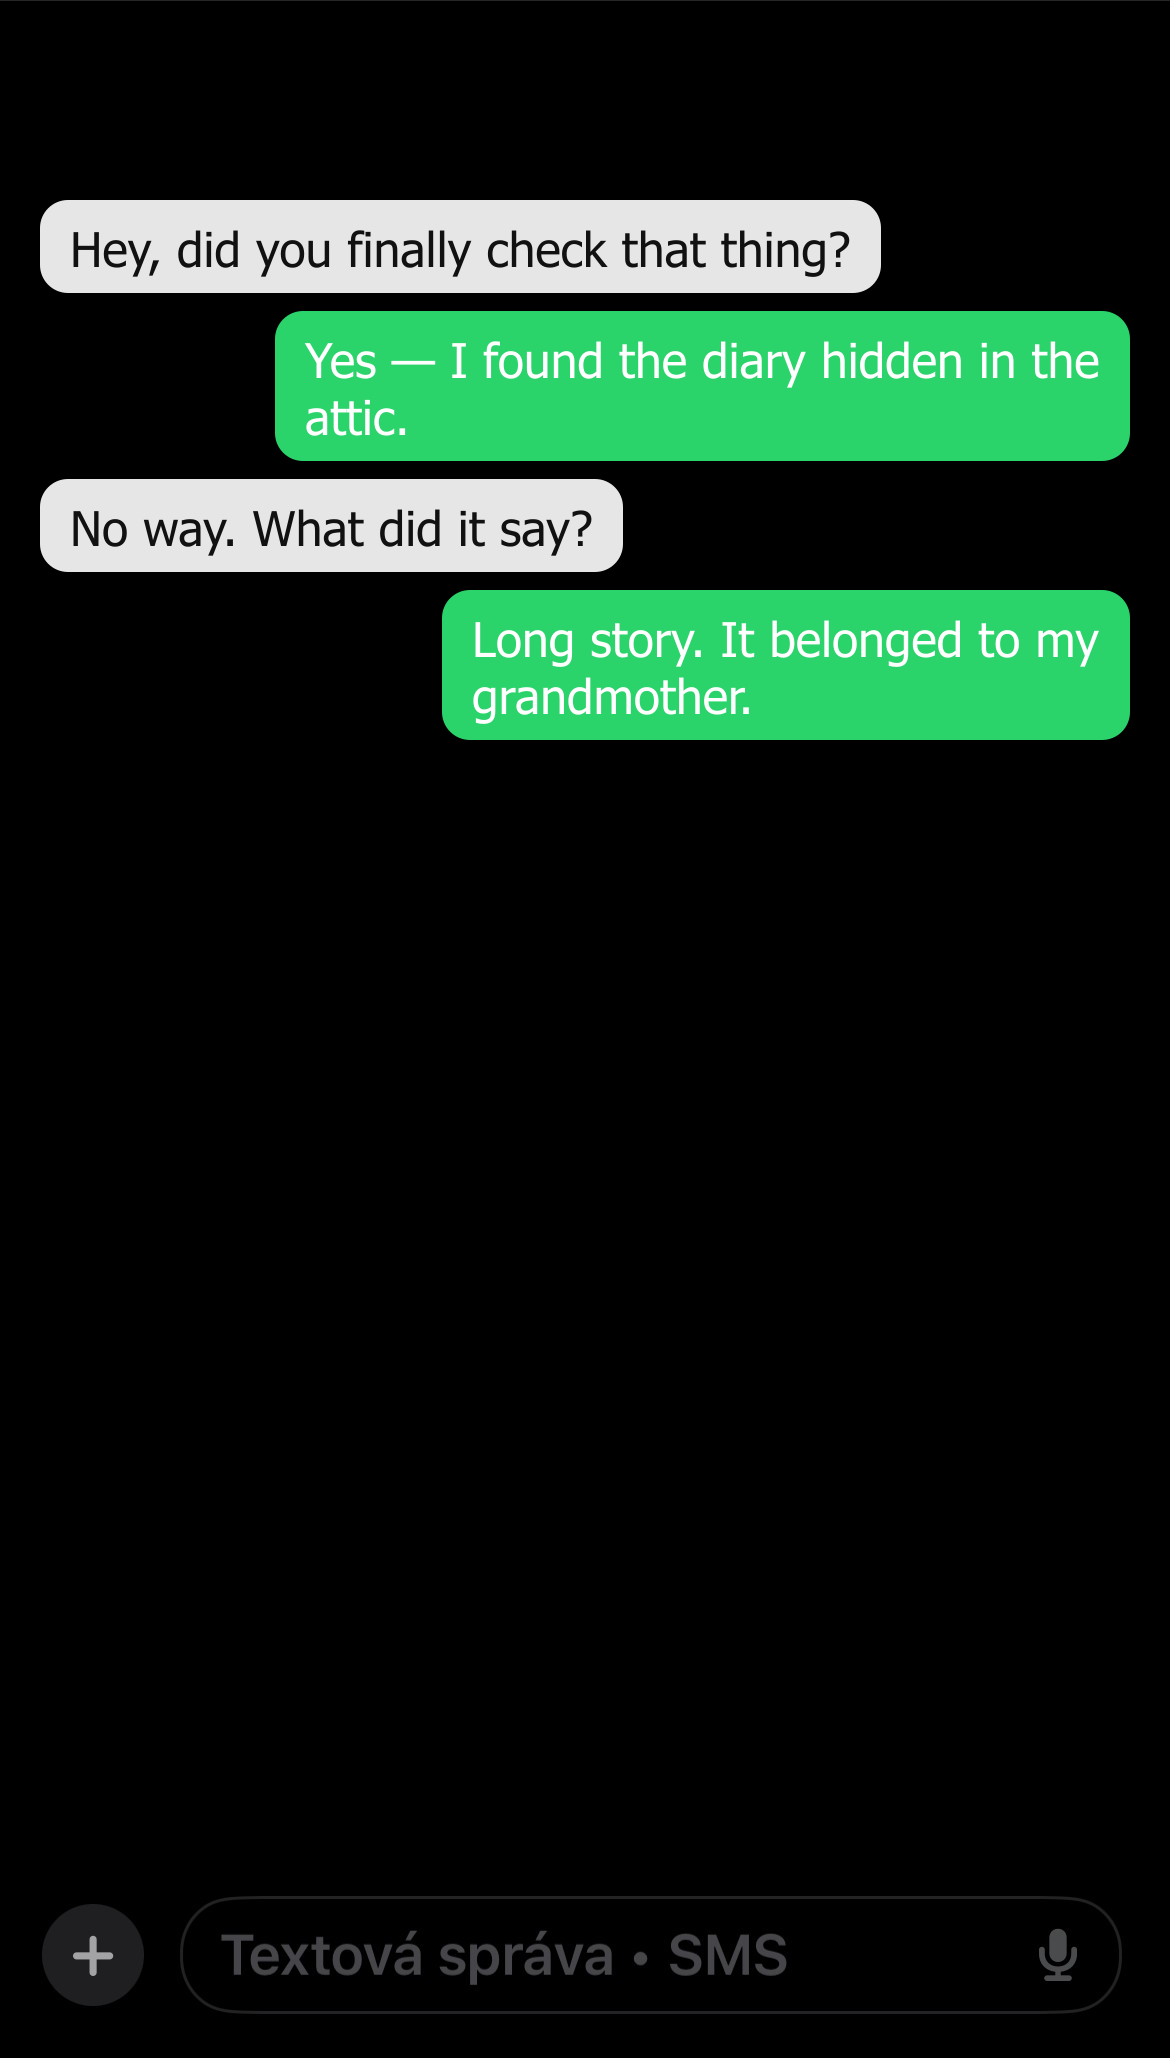 Hey, did you finally check that thing?
Yes — I found the diary hidden in the
attic.
No way. What did it say?
Long story. It belonged to my
grandmother.
Textová správa • SMS